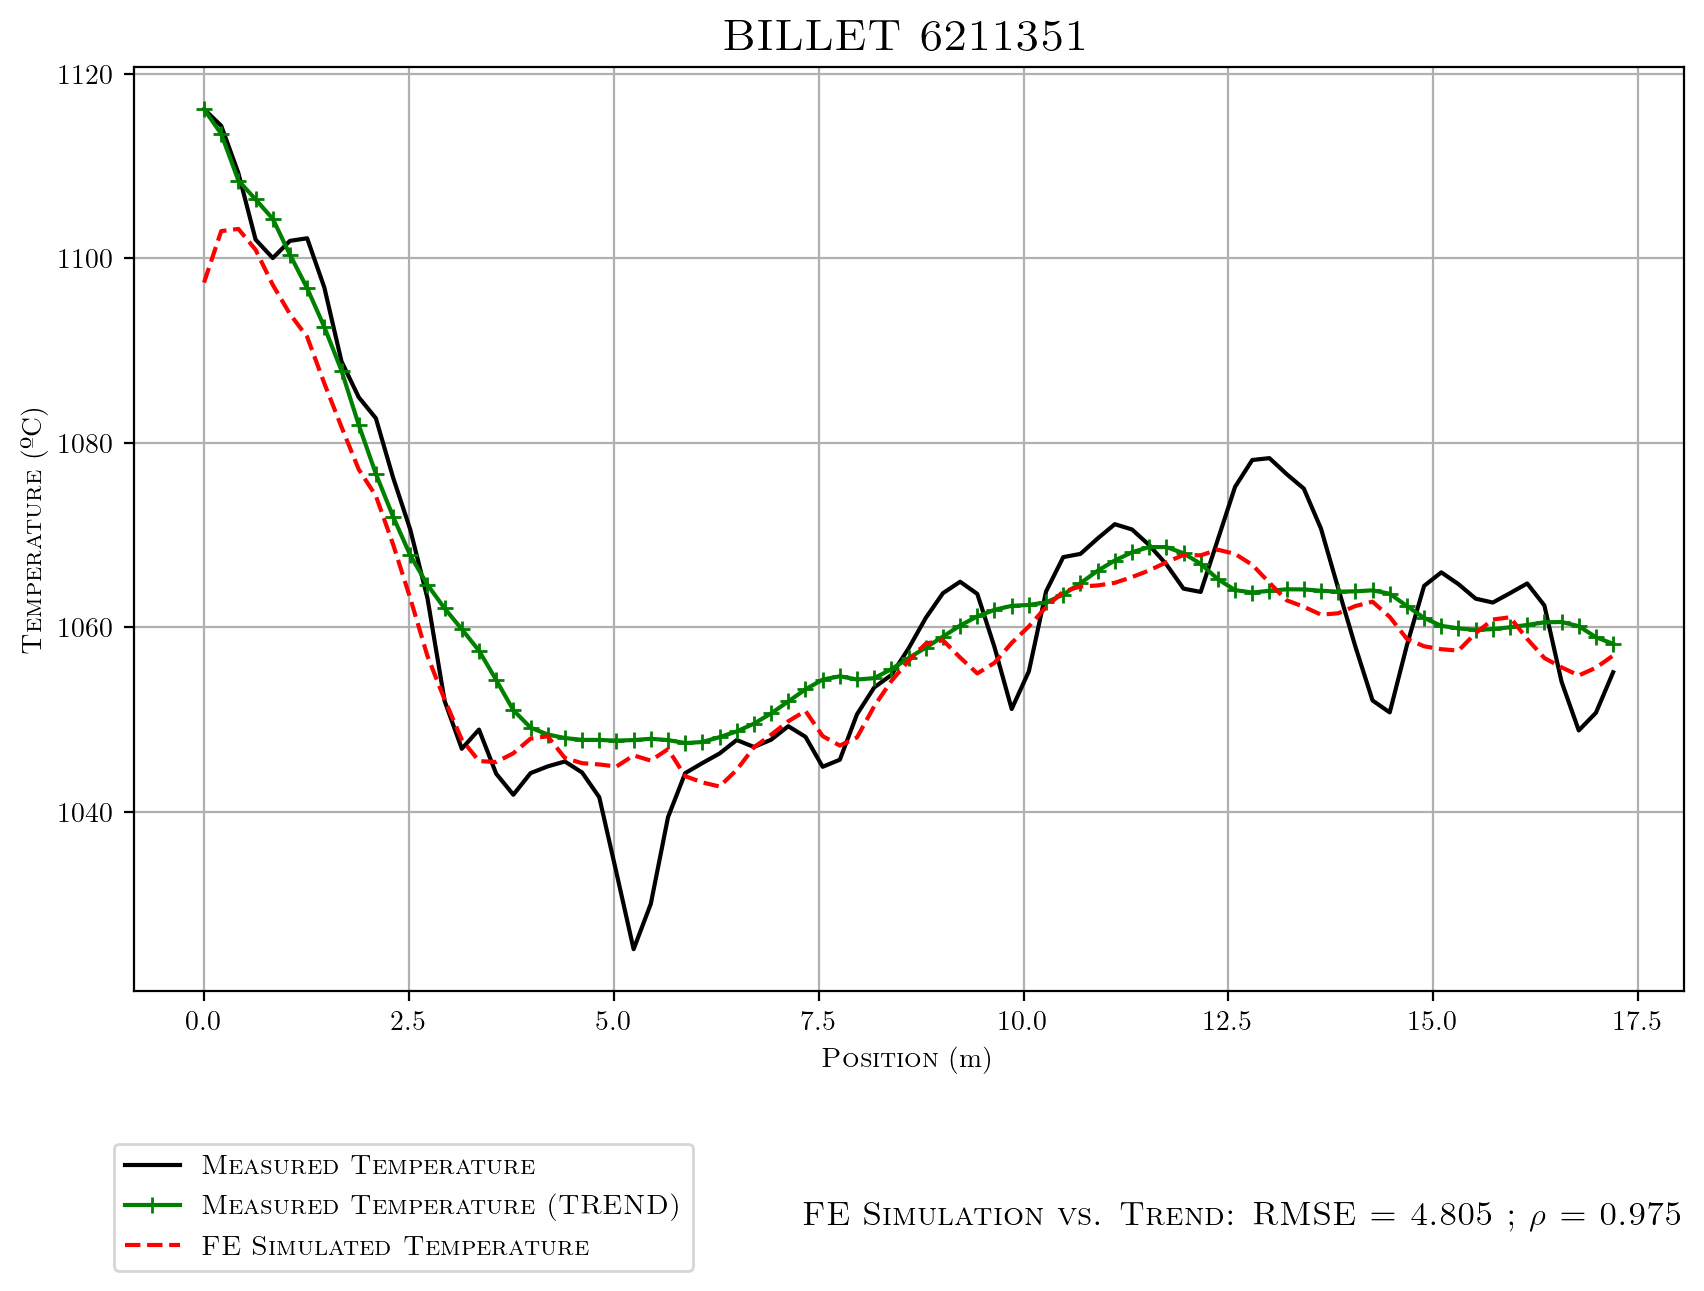 BILLET 6211351
1120
1100
1080
1060
1040
Temperature (ºC)
0.0 2.5 5.0 7.5 10.0 12.5 15.0 17.5
Position (m)
Measured Temperature
Measured Temperature (TREND)
FE Simulated Temperature
FE Simulation vs. Trend: RMSE = 4.805 ; ρ = 0.975